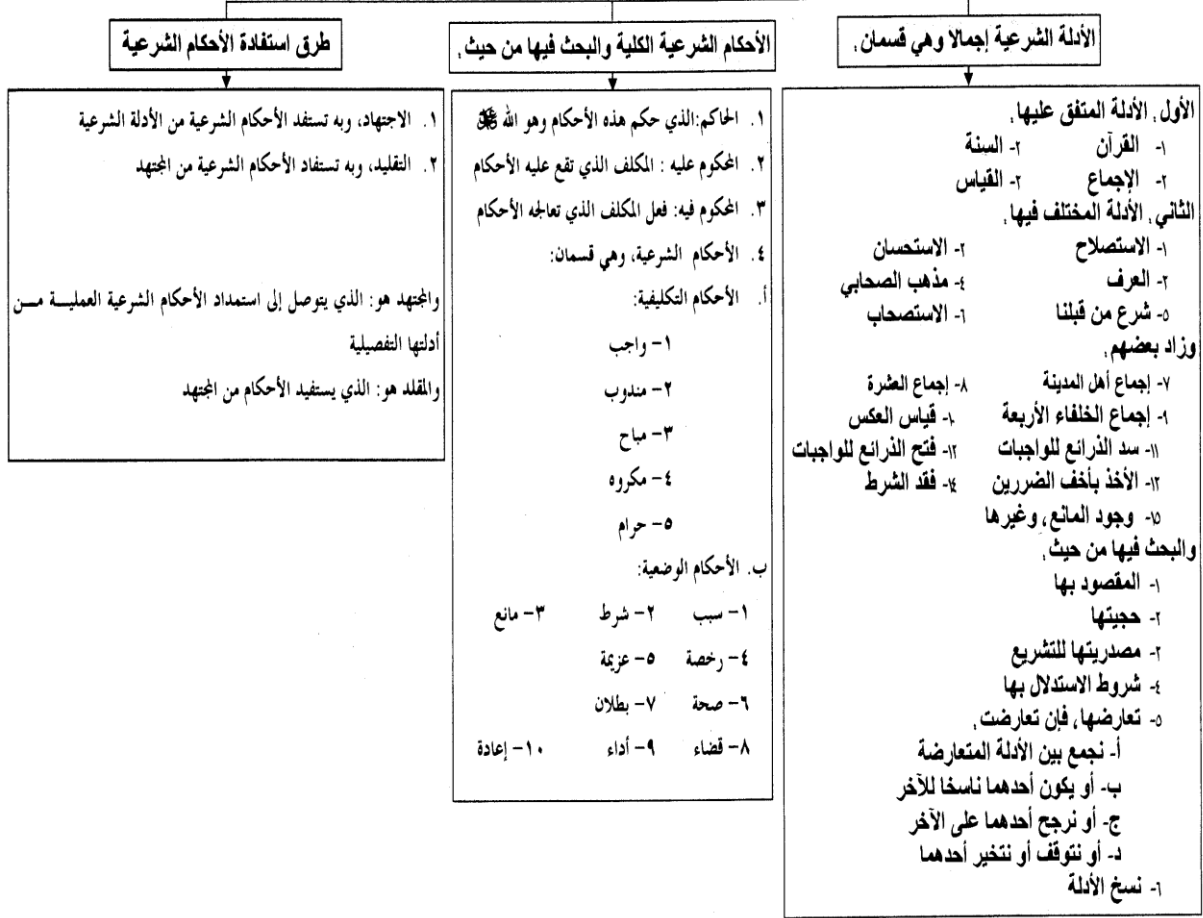 الأدلة الشرعية إجمالا وهي قسمان:
الأول: الأدلة المتفق عليها:
١- القرآن ٢- السنة
٢- الإجماع ٢- القياس
الثاني: الأدلة المختلف فيها:
١- الاستصلاح ٢- الاستحسان
٢- العرف ٤- مذهب الصحابي
٥- شرع من قبلنا ٦- الاستصحاب
وزاد بعضهم:
٧- إجماع أهل المدينة ٨- إجماع العشرة
٩- إجماع الخلفاء الأربعة ١٠- قياس العكس
١١- سد الذرائع للواجبات ١٢- فتح الذرائع للواجبات
١٢- الأخذ بأخف الضررين ١٤- فقد الشرط
١٥- وجود المانع، وغيرها
والبحث فيها من حيث:
١- المقصود بها
٢- حجيتها
٢- مصدريتها للتشريع
٤- شروط الاستدلال بها
٥- تعارضها، فإن تعارضت:
أ- نجمع بين الأدلة المتعارضة
ب- أو يكون أحدهما ناسخا للآخر
ج- أو نرجح أحدهما على الآخر
د- أو نتوقف أو نتخير أحدهما
٦- نسخ الأدلة
الأحكام الشرعية الكلية والبحث فيها من حيث:
١. الحاكم:الذي حكم هذه الأحكام وهو الله
٢. المحكوم عليه : المكلف الذي تقع عليه الأحكام
٣. المحكوم فيه: فعل المكلف الذي تعالجه الأحكام
٤. الأحكام الشرعية، وهي قسمان:
أ. الأحكام التكليفية:
١- واجب
٢- مندوب
٣- مباح
٤- مكروه
٥- حرام
ب. الأحكام الوضعية:
١- سبب ٢- شرط ٣- مانع
٤- رخصة ٥- عزيمة
٦- صحة ٧- بطلان
٨- قضاء ٩- أداء ١٠- إعادة
طرق استفادة الأحكام الشرعية
١. الاجتهاد، وبه تستفد الأحكام الشرعية من الأدلة الشرعية
٢. التقليد، وبه تستفاد الأحكام الشرعية من المجتهد
والمجتهد هو: الذي يتوصل إلى استمداد الأحكام الشرعية العمليـــة مـــن
أدلتها التفصيلية
والمقلد هو: الذي يستفيد الأحكام من المجتهد